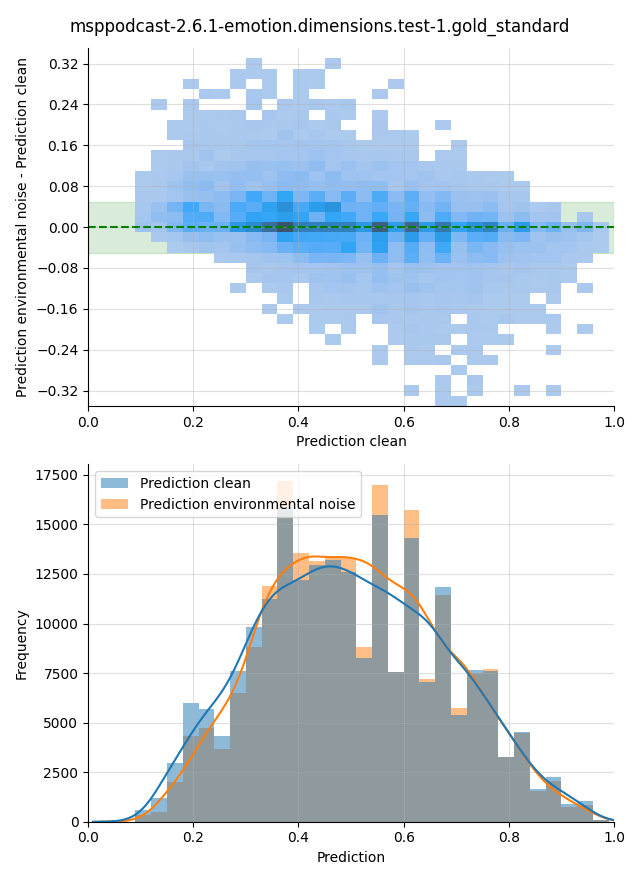 msppodcast-2.6.1-emotion.dimensions.test-1.gold_standard
Prediction environmental noise - Prediction clean
0.32
0.24
0.16
0.08
0.00
−0.08
−0.16
−0.24
−0.32
0.0 0.2 0.4 0.6 0.8 1.0
Prediction clean
Frequency
17500
15000
12500
10000
7500
5000
2500
0
Prediction clean
Prediction environmental noise
0.0 0.2 0.4 0.6 0.8 1.0
Prediction